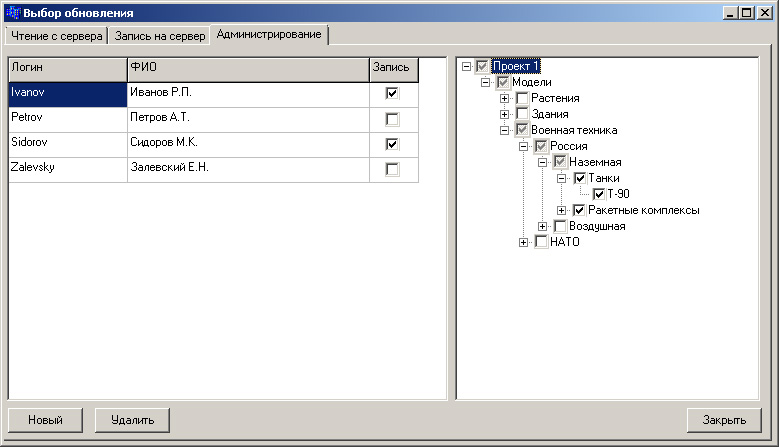 Выбор обновления
Чтение с сервера Запись на сервер Администрирование
Логин ФИО Запись
Ivanov Иванов Р.П.
Petrov Петров А.Т.
Sidorov Сидоров М.К.
Zalevsky Залевский Е.Н.
Проект 1
Модели
Растения
Здания
Военная техника
Россия
Наземная
Танки
Т-90
Ракетные комплексы
Воздушная
НАТО
Новый Удалить Закрыть